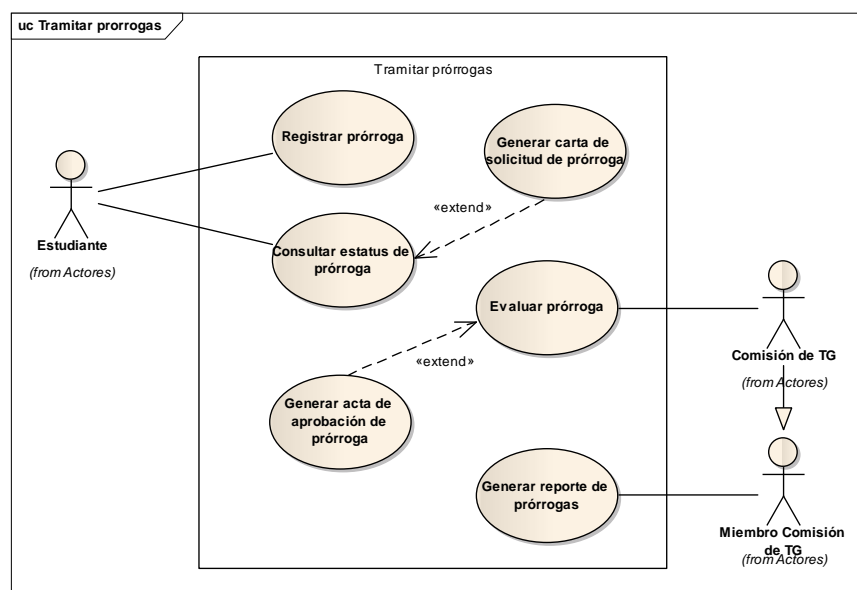 uc Tramitar prorrogas
Tramitar prórrogas
Registrar prórroga
Generar carta de
solicitud de prórroga
«extend»
Estudiante
(from Actores)
Consultar estatus de
prórroga
Evaluar prórroga
«extend»
Comisión de TG
(from Actores)
Generar acta de
aprobación de
prórroga
Generar reporte de
prórrogas
Miembro Comisión
de TG
(from Actores)